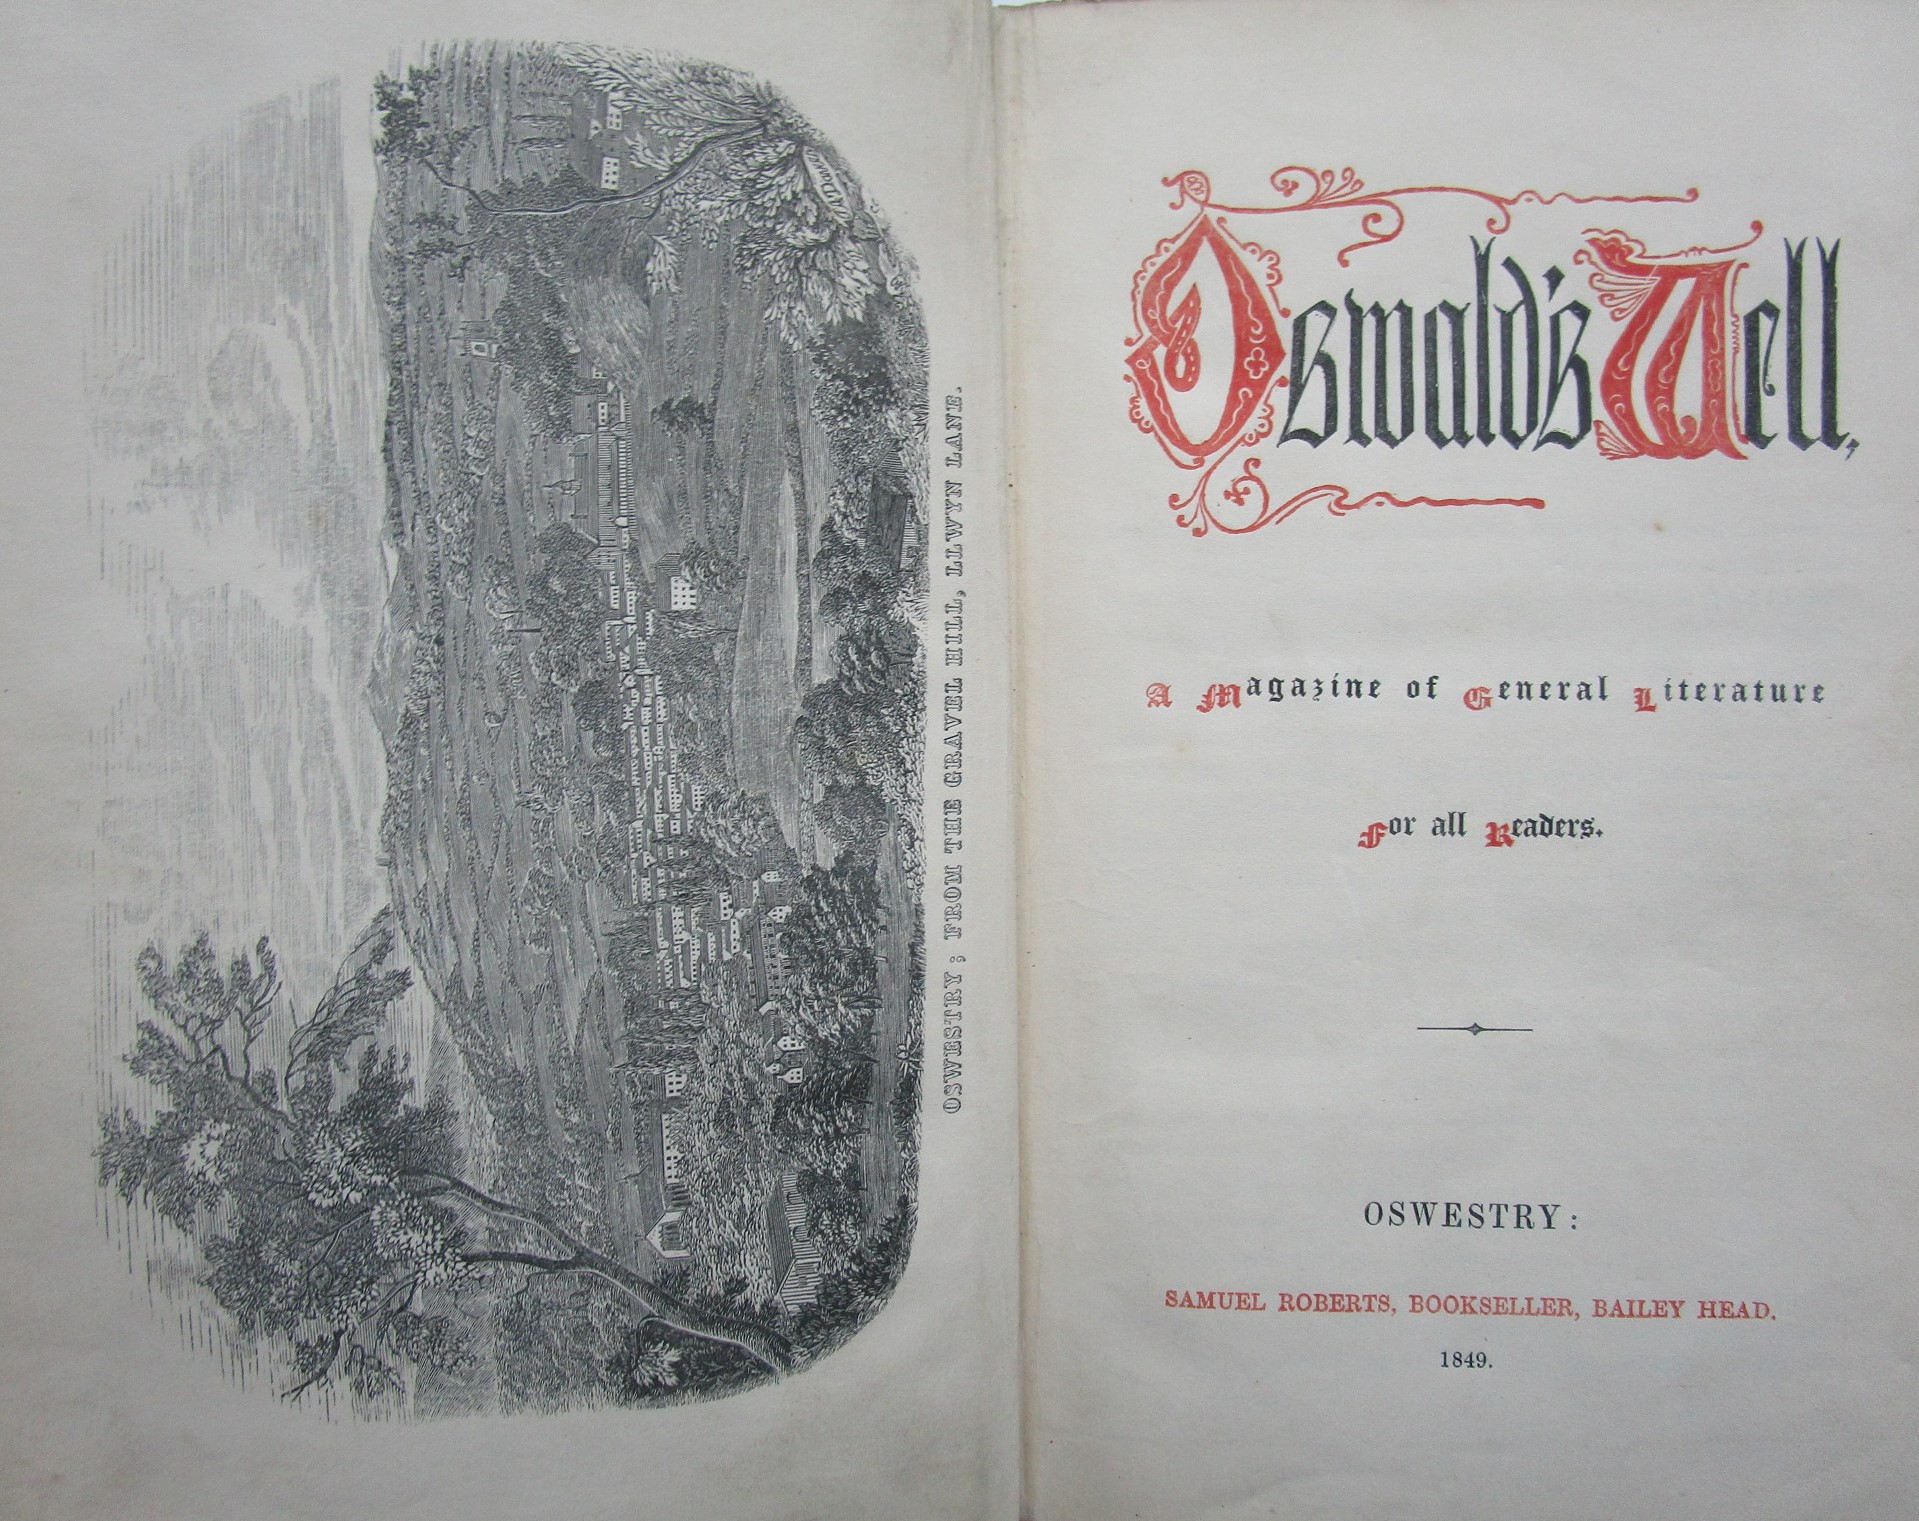 OSWESTRY; FROM THE GRAVEL HILL, LLWYN LANE.
Oswald's Well,
A Magazine of General Literature
For all Readers.
OSWESTRY:
SAMUEL ROBERTS, BOOKSELLER, BAILEY HEAD.
1849.